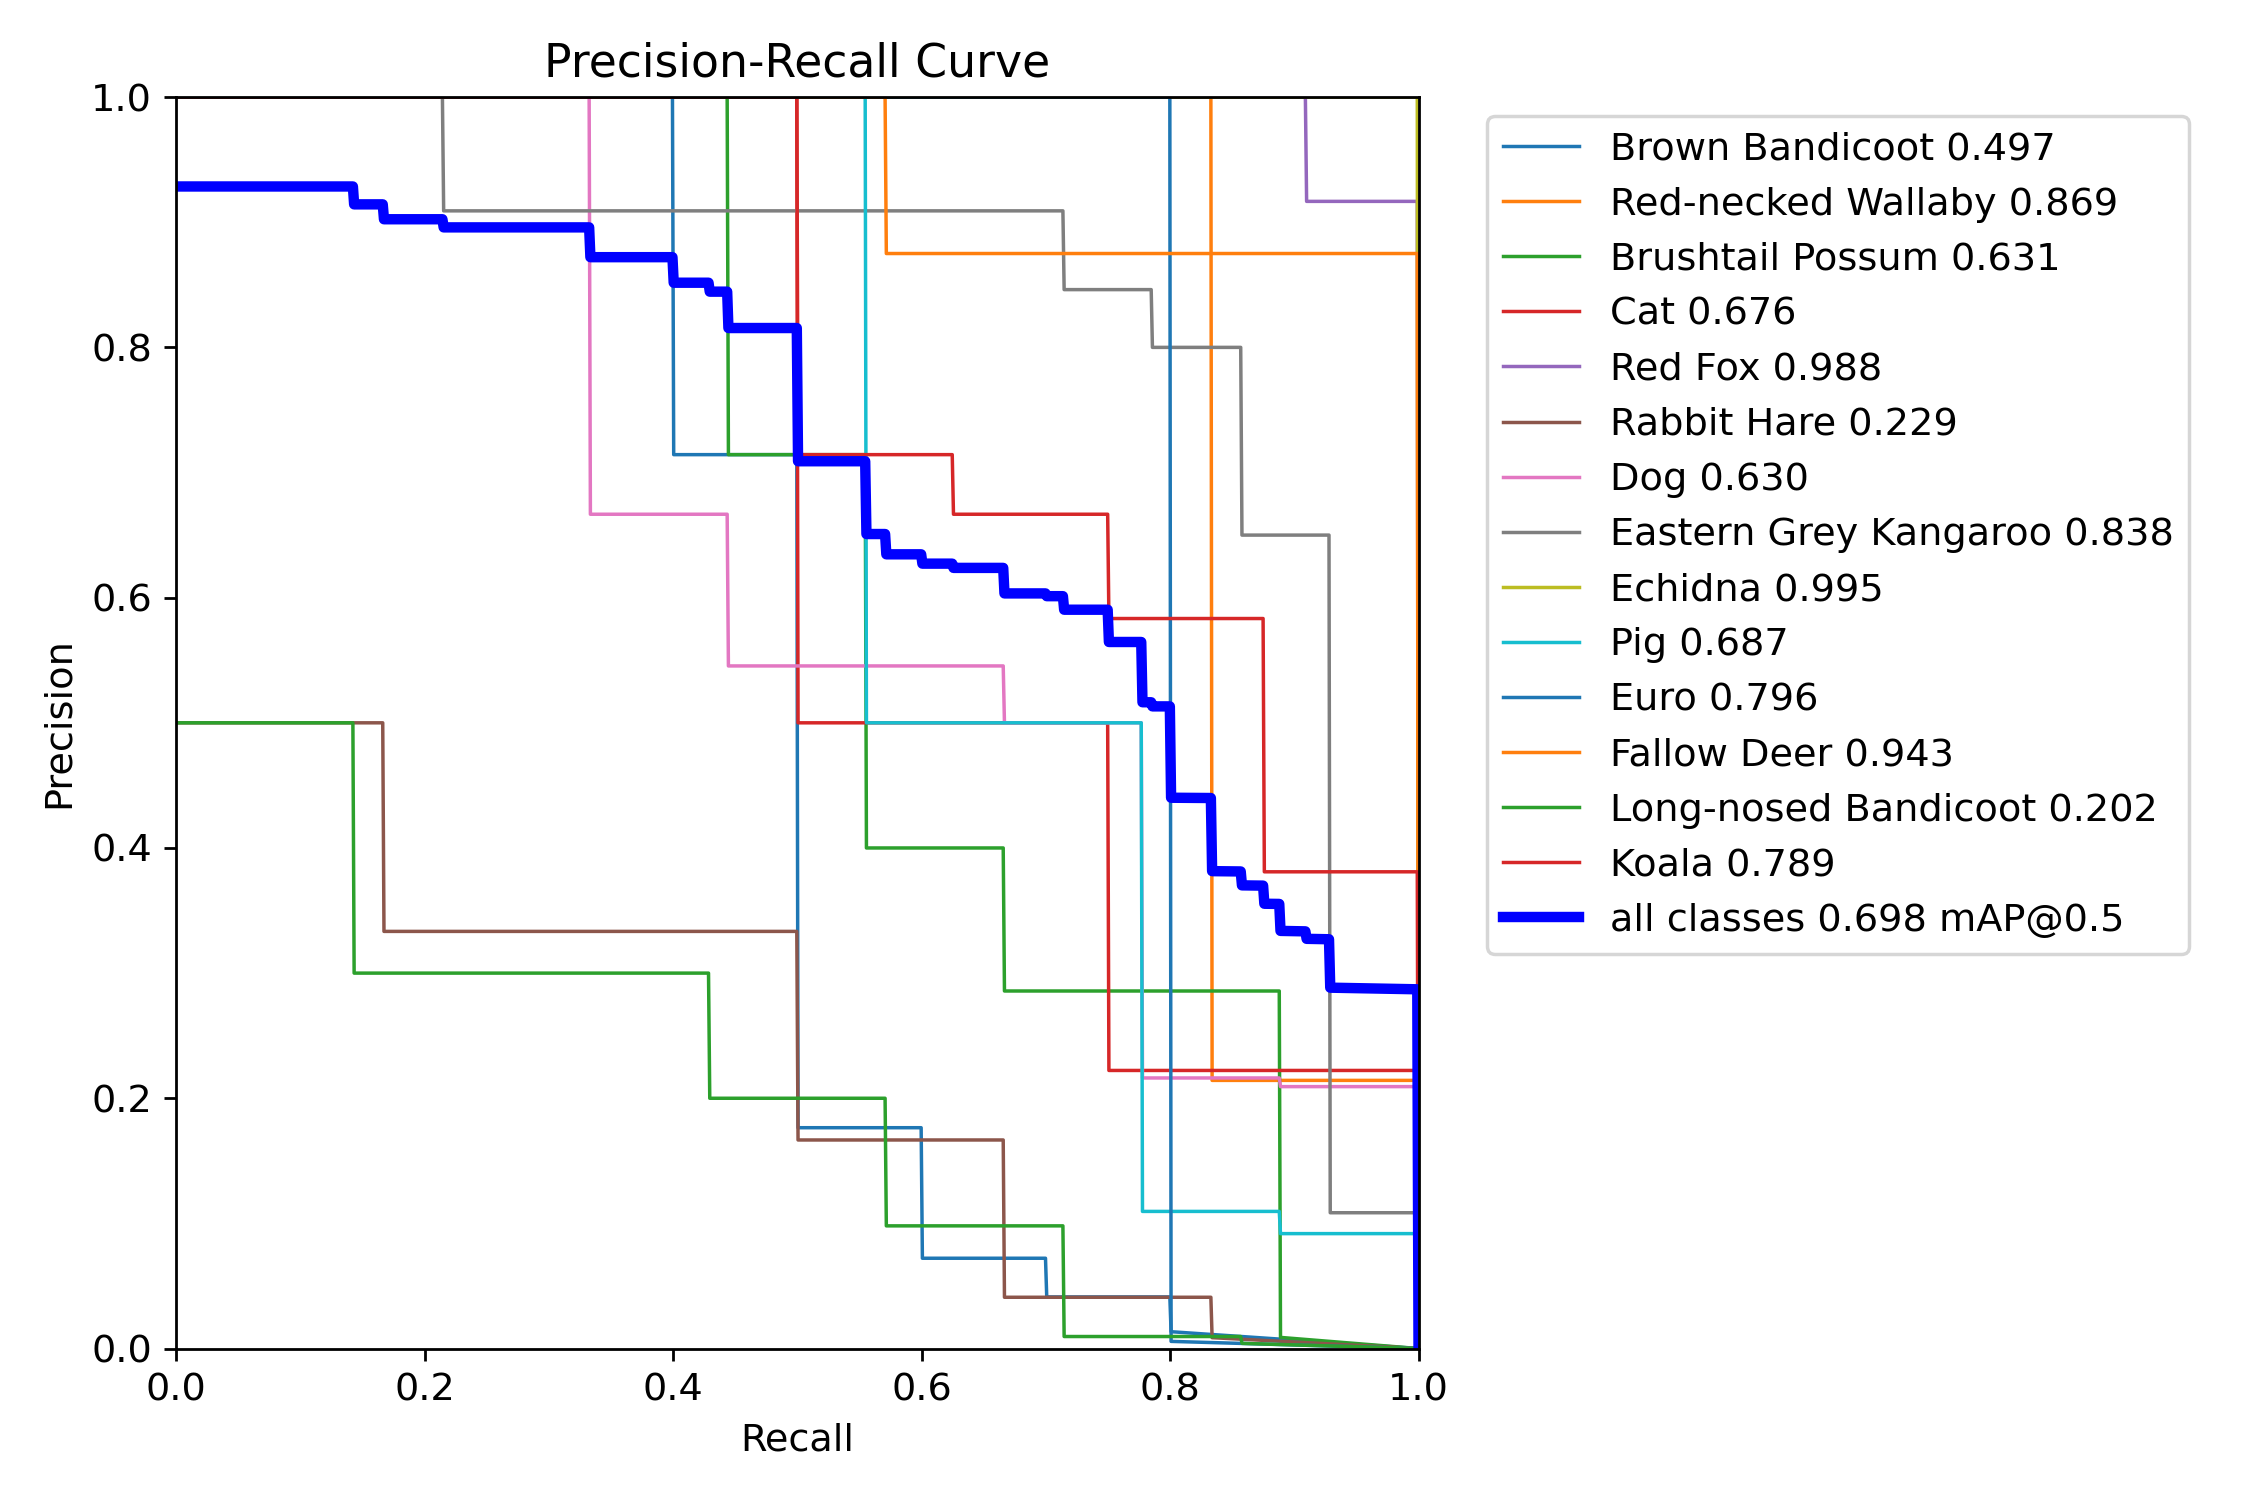 Precision-Recall Curve
1.0
0.8
0.6
0.4
0.2
0.0
Precision
0.0 0.2 0.4 0.6 0.8 1.0
Recall
Brown Bandicoot 0.497
Red-necked Wallaby 0.869
Brushtail Possum 0.631
Cat 0.676
Red Fox 0.988
Rabbit Hare 0.229
Dog 0.630
Eastern Grey Kangaroo 0.838
Echidna 0.995
Pig 0.687
Euro 0.796
Fallow Deer 0.943
Long-nosed Bandicoot 0.202
Koala 0.789
all classes 0.698 mAP@0.5